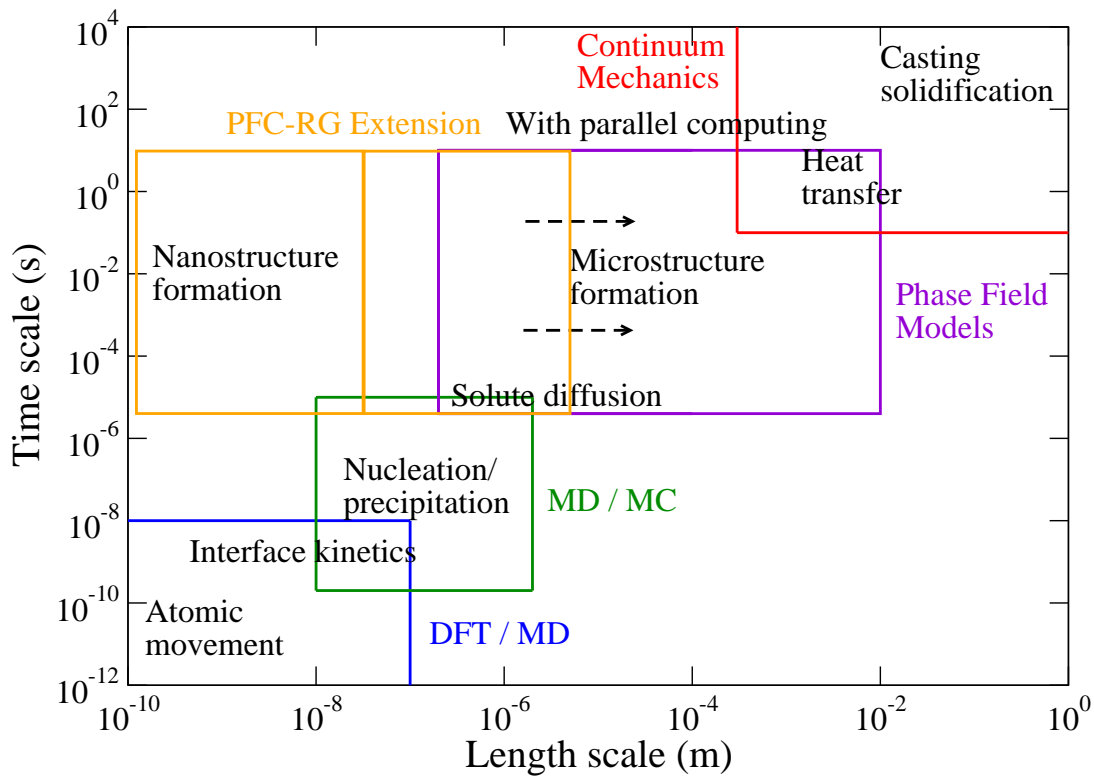 10^4
10^2
10^0
10^-2
10^-4
10^-6
10^-8
10^-10
10^-12
Time scale (s)
Continuum
Mechanics
Casting
solidification
PFC-RG Extension
With parallel computing
Heat
transfer
Nanostructure
formation
Microstructure
formation
Phase Field
Models
Solute diffusion
Nucleation/
precipitation
MD / MC
Interface kinetics
Atomic
movement
DFT / MD
10^-10
10^-8
10^-6
10^-4
10^-2
10^0
Length scale (m)